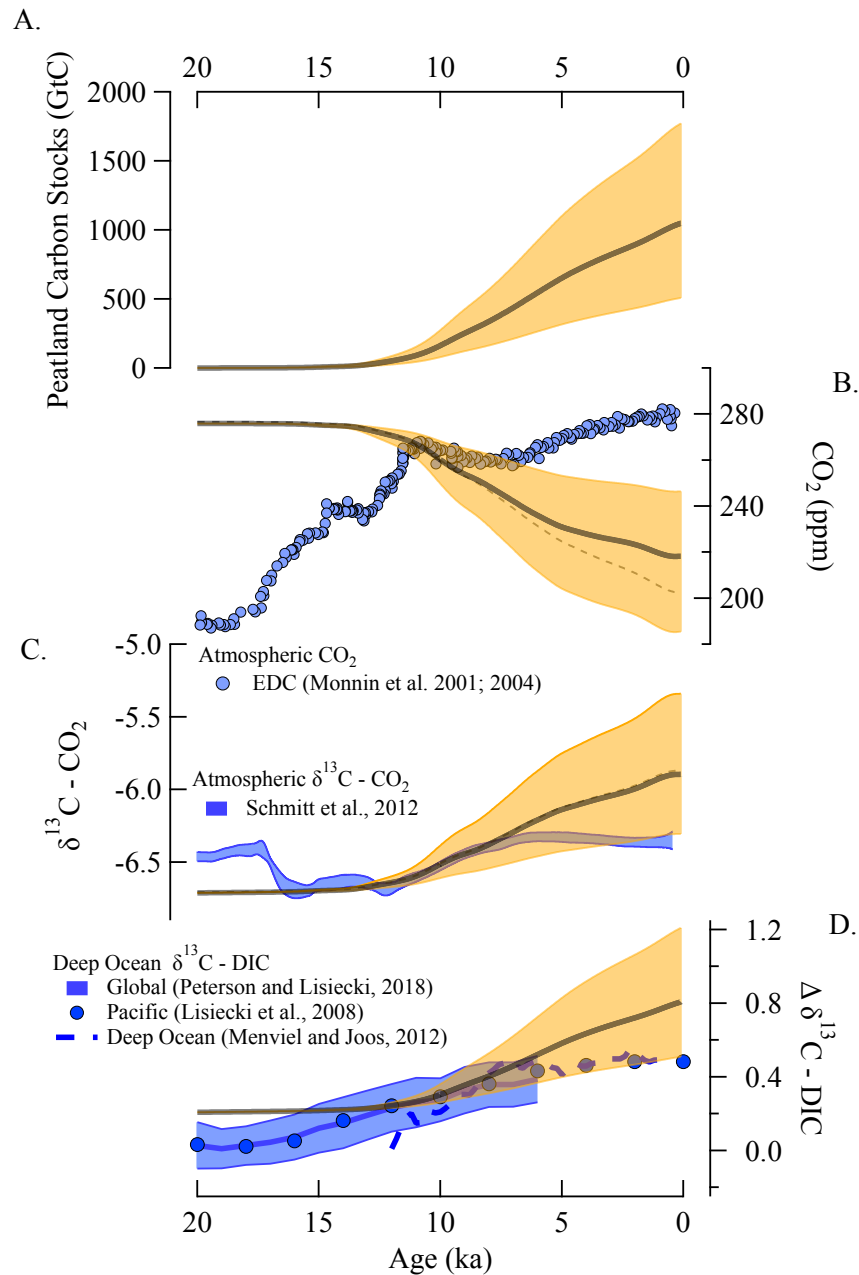 A.
20 15 10 5 0
2000
1500
1000
500
0
Peatland Carbon Stocks (GtC)
B.
280
240
200
CO2 (ppm)
C.
-5.0
-5.5
-6.0
-6.5
δ13C - CO2
Atmospheric CO2
EDC (Monnin et al. 2001; 2004)
Atmospheric δ13C - CO2
Schmitt et al., 2012
D.
1.2
0.8
0.4
0.0
Δ δ13C - DIC
Deep Ocean δ13C - DIC
Global (Peterson and Lisiecki, 2018)
Pacific (Lisiecki et al., 2008)
Deep Ocean (Menviel and Joos, 2012)
20 15 10 5 0
Age (ka)